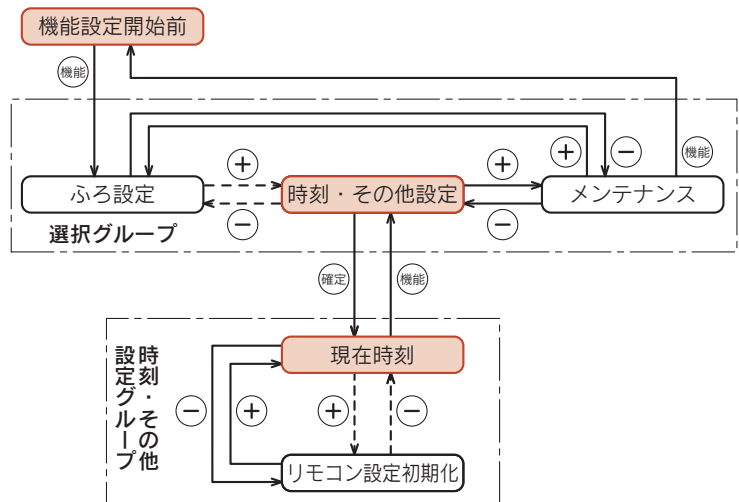 機能設定開始前
機能
＋
−
機能
＋
＋
−
−
ふろ設定
時刻・その他設定
メンテナンス
選択グループ
確定
機能
現在時刻
時刻・その他
設定グループ
−
＋
＋
−
リモコン設定初期化